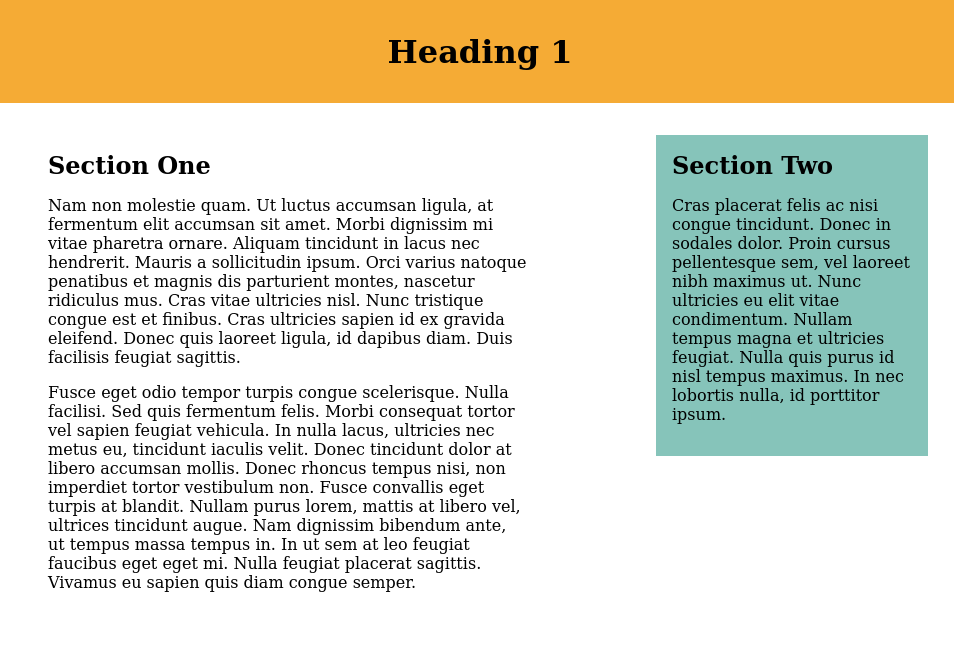 Heading 1
Section One
Nam non molestie quam. Ut luctus accumsan ligula, at
fermentum elit accumsan sit amet. Morbi dignissim mi
vitae pharetra ornare. Aliquam tincidunt in lacus nec
hendrerit. Mauris a sollicitudin ipsum. Orci varius natoque
penatibus et magnis dis parturient montes, nascetur
ridiculus mus. Cras vitae ultricies nisl. Nunc tristique
congue est et finibus. Cras ultricies sapien id ex gravida
eleifend. Donec quis laoreet ligula, id dapibus diam. Duis
facilisis feugiat sagittis.
Fusce eget odio tempor turpis congue scelerisque. Nulla
facilisi. Sed quis fermentum felis. Morbi consequat tortor
vel sapien feugiat vehicula. In nulla lacus, ultricies nec
metus eu, tincidunt iaculis velit. Donec tincidunt dolor at
libero accumsan mollis. Donec rhoncus tempus nisi, non
imperdiet tortor vestibulum non. Fusce convallis eget
turpis at blandit. Nullam purus lorem, mattis at libero vel,
ultrices tincidunt augue. Nam dignissim bibendum ante,
ut tempus massa tempus in. In ut sem at leo feugiat
faucibus eget eget mi. Nulla feugiat placerat sagittis.
Vivamus eu sapien quis diam congue semper.
Section Two
Cras placerat felis ac nisi
congue tincidunt. Donec in
sodales dolor. Proin cursus
pellentesque sem, vel laoreet
nibh maximus ut. Nunc
ultricies eu elit vitae
condimentum. Nullam
tempus magna et ultricies
feugiat. Nulla quis purus id
nisl tempus maximus. In nec
lobortis nulla, id porttitor
ipsum.